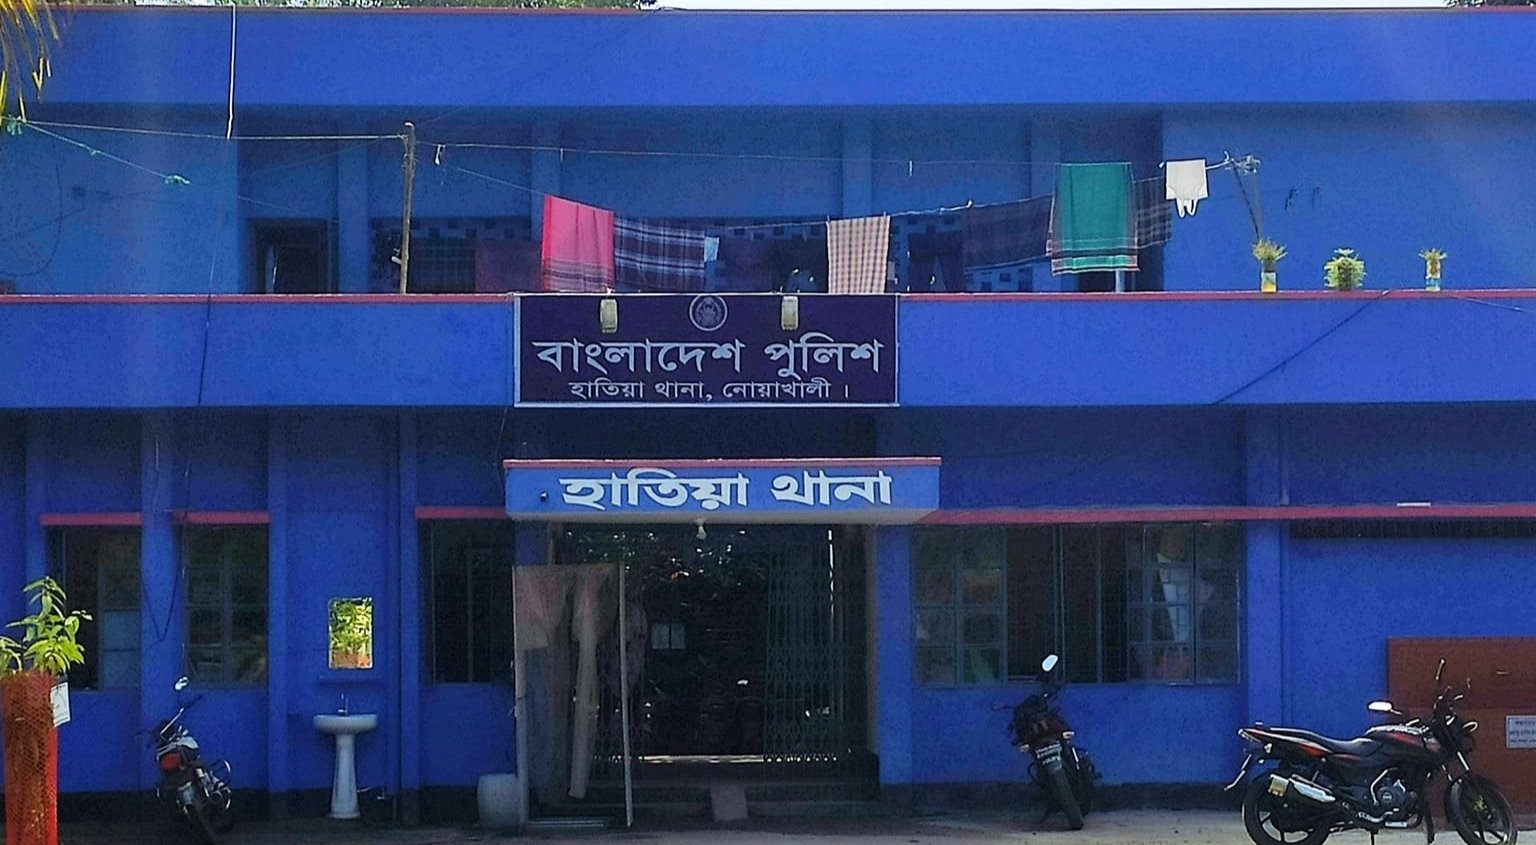 বাংলাদেশ পুলিশ
হাতিয়া থানা, নোয়াখালী ।
হাতিয়া থানা